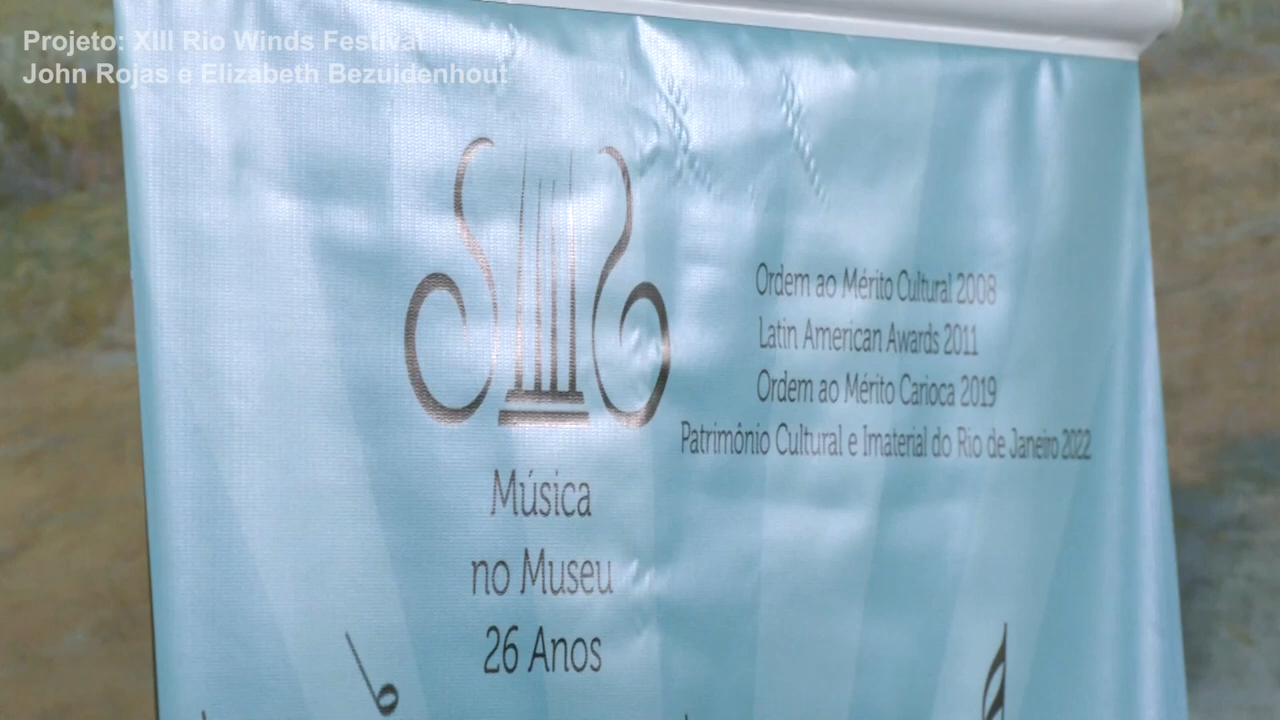 Projeto: XIII Rio Winds Festival
John Rojas e Elizabeth Bezuidenhout
Ordem ao Mérito Cultural 2008
Latin American Awards 2011
Ordem ao Mérito Carioca 2019
Patrimônio Cultural e Imaterial do Rio de Janeiro 2022
Música
no Museu
26 Anos